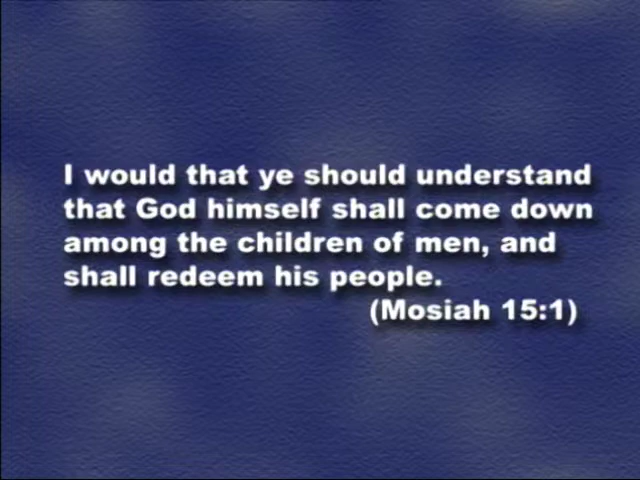 I would that ye should understand
that God himself shall come down
among the children of men, and
shall redeem his people.
(Mosiah 15:1)